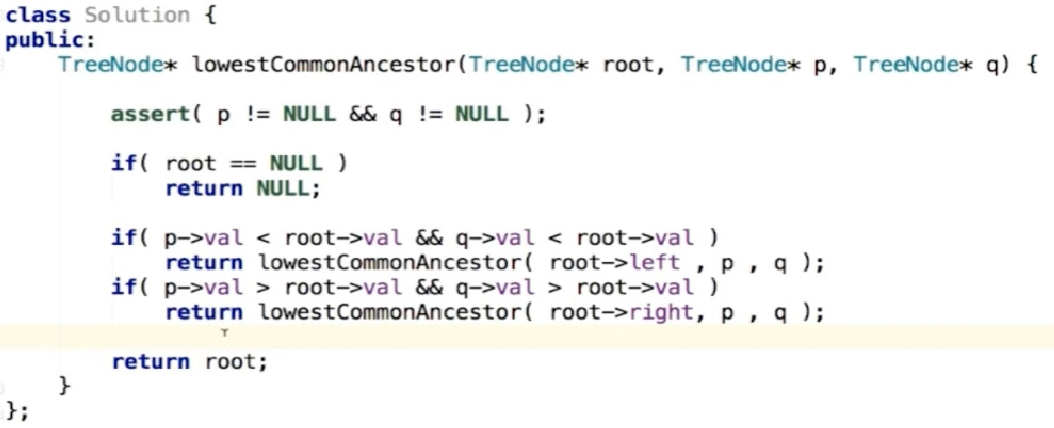 class Solution {
public:
    TreeNode* lowestCommonAncestor(TreeNode* root, TreeNode* p, TreeNode* q) {
        assert( p != NULL && q != NULL );
        if( root == NULL )
            return NULL;
        if( p->val < root->val && q->val < root->val )
            return lowestCommonAncestor( root->left , p , q );
        if( p->val > root->val && q->val > root->val )
            return lowestCommonAncestor( root->right, p , q );
        return root;
    }
};